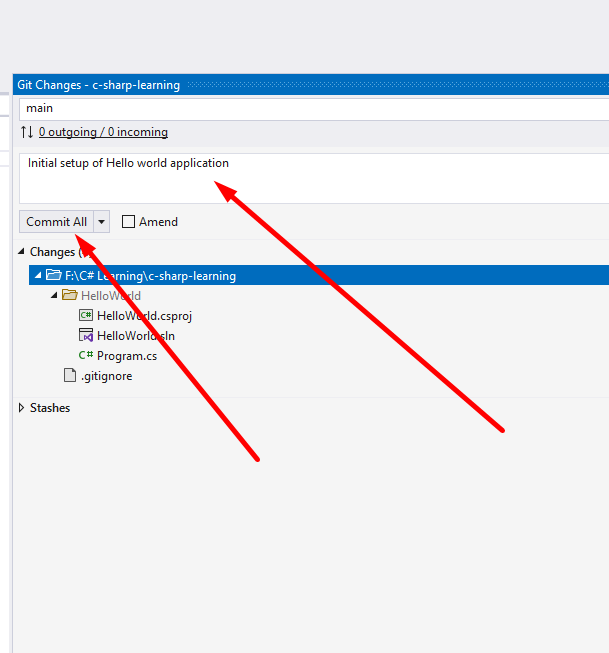 Git Changes - c-sharp-learning
main
0 outgoing / 0 incoming
Initial setup of Hello world application
Commit All
Amend
Changes (
F:\C# Learning\c-sharp-learning
HelloWorld
C# HelloWorld.csproj
HelloWorld.sln
C# Program.cs
.gitignore
Stashes